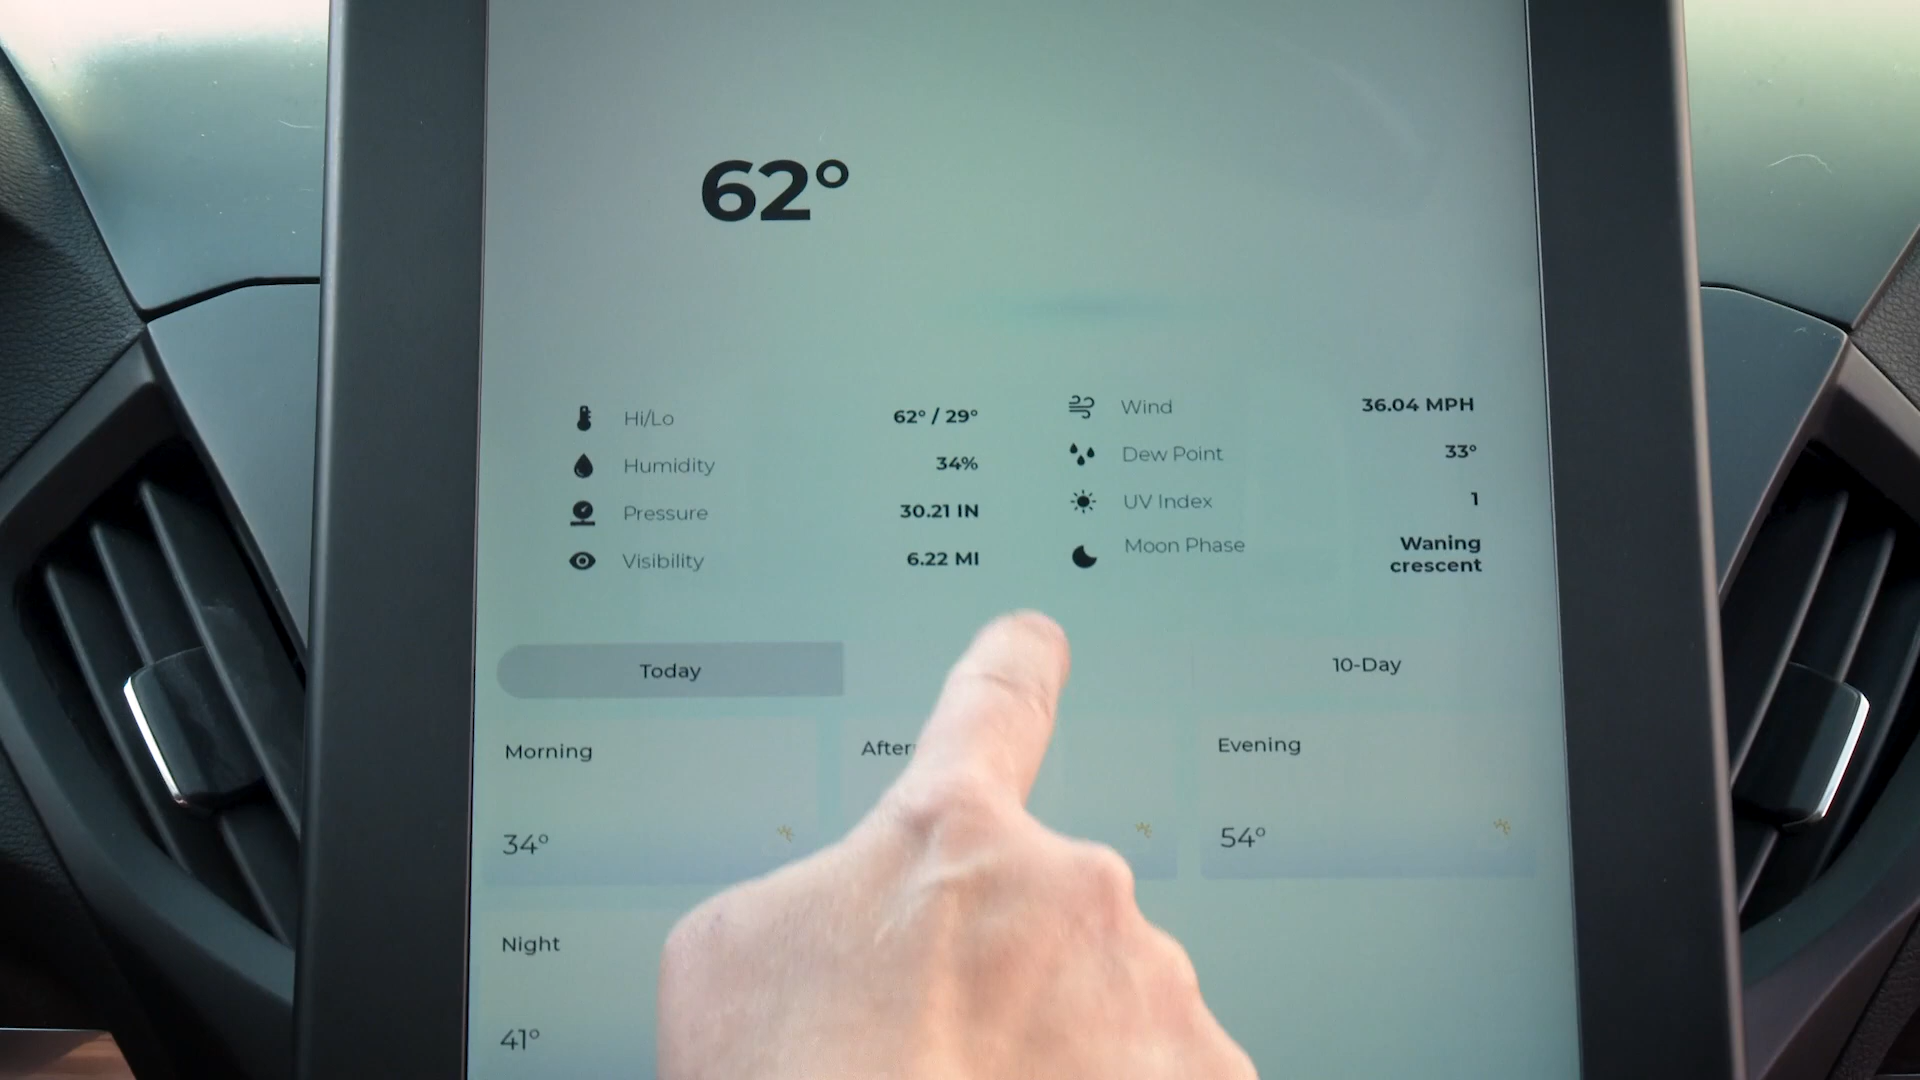 62°
Hi/Lo 62° / 29°
Humidity 34%
Pressure 30.21 IN
Visibility 6.22 MI
Wind 36.04 MPH
Dew Point 33°
UV Index 1
Moon Phase Waning
crescent
Today 10-Day
Morning After Evening
34° 54°
Night
41°